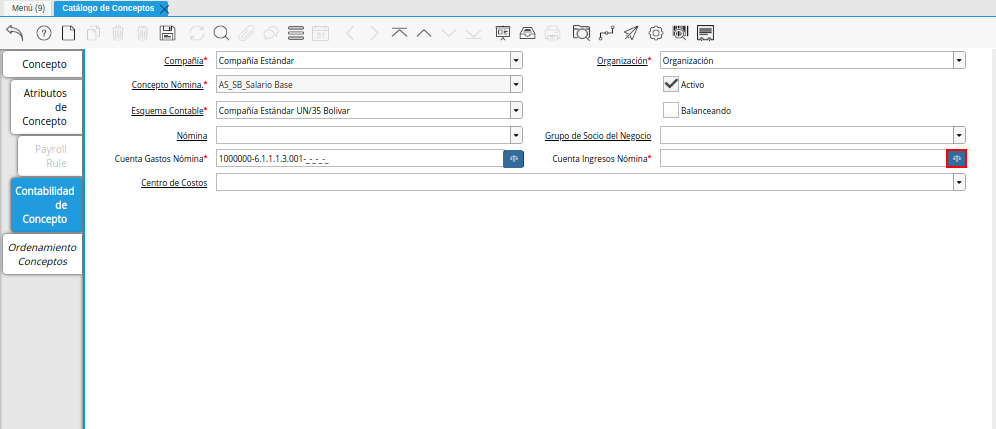 Menú (9)
Catálogo de Conceptos
Concepto
Atributos
de
Concepto
Payroll
Rule
Contabilidad
de
Concepto
Ordenamiento
Conceptos
Compañía* Compañía Estándar
Organización* Organización
Concepto Nómina.* AS_SB_Salario Base
Activo
Esquema Contable* Compañía Estándar UN/35 Bolivar
Balanceando
Nómina
Grupo de Socio del Negocio
Cuenta Gastos Nómina* 1000000-6.1.1.1.3.001-_-_-_-_
Cuenta Ingresos Nómina*
Centro de Costos